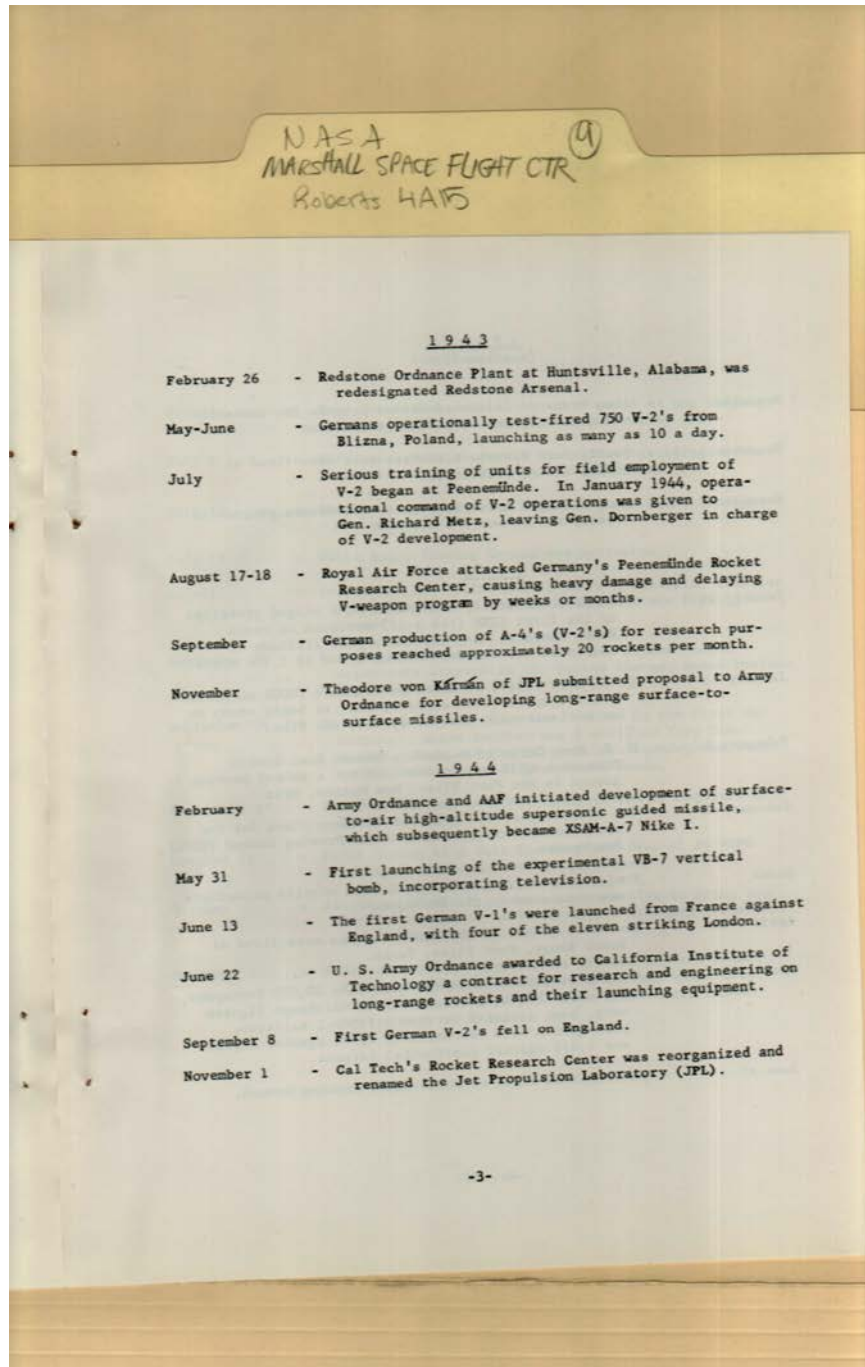 NASA 9
MARSHALL SPACE FLIGHT CTR
Roberts 4A15
1943
February 26 - Redstone Ordnance Plant at Huntsville, Alabama, was
redesignated Redstone Arsenal.
May-June - Germans operationally test-fired 750 V-2's from
Blizna, Poland, launching as many as 10 a day.
July - Serious training of units for field employment of
V-2 began at Peenemünde. In January 1944, opera-
tional command of V-2 operations was given to
Gen. Richard Metz, leaving Gen. Dornberger in charge
of V-2 development.
August 17-18 - Royal Air Force attacked Germany's Peenemünde Rocket
Research Center, causing heavy damage and delaying
V-weapon program by weeks or months.
September - German production of A-4's (V-2's) for research pur-
poses reached approximately 20 rockets per month.
November - Theodore von Kármán of JPL submitted proposal to Army
Ordnance for developing long-range surface-to-
surface missiles.
1944
February - Army Ordnance and AAF initiated development of surface-
to-air high-altitude supersonic guided missile,
which subsequently became XSAM-A-7 Nike I.
May 31 - First launching of the experimental VB-7 vertical
bomb, incorporating television.
June 13 - The first German V-1's were launched from France against
England, with four of the eleven striking London.
June 22 - U. S. Army Ordnance awarded to California Institute of
Technology a contract for research and engineering on
long-range rockets and their launching equipment.
September 8 - First German V-2's fell on England.
November 1 - Cal Tech's Rocket Research Center was reorganized and
renamed the Jet Propulsion Laboratory (JPL).
-3-